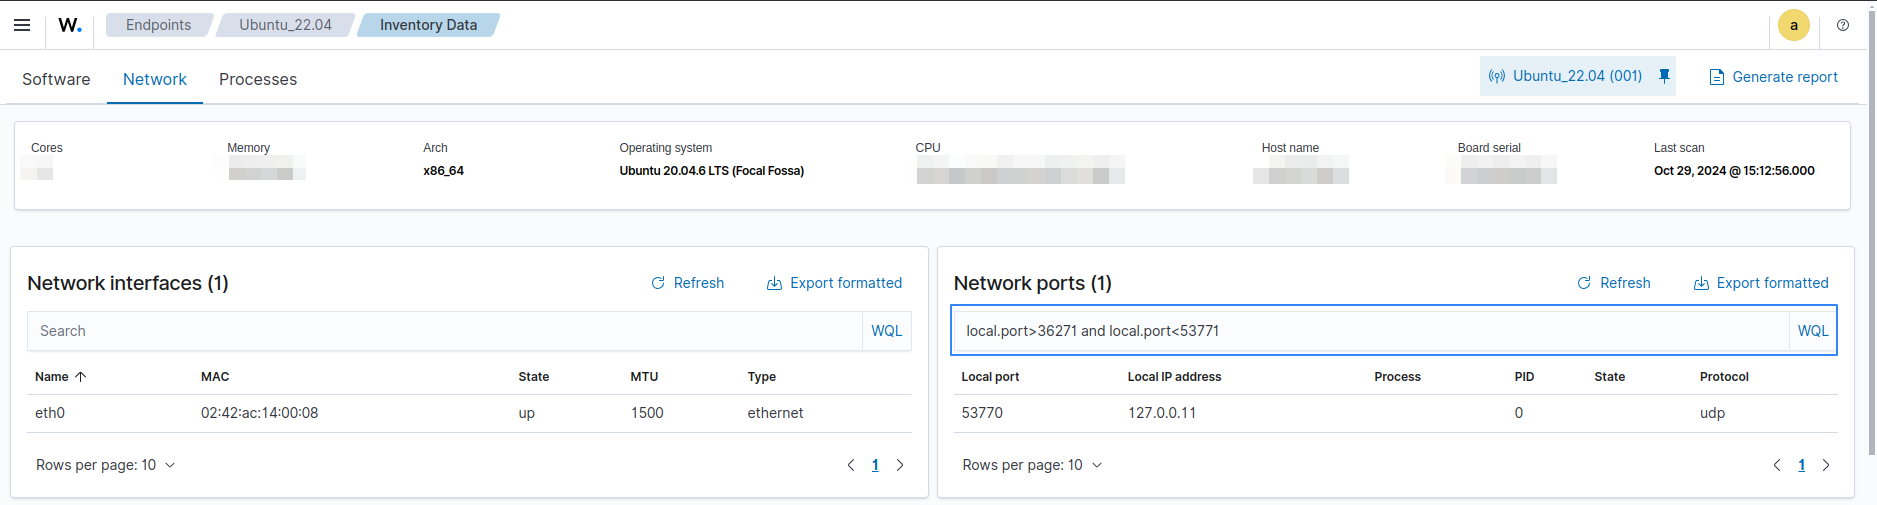 W.
Endpoints
Ubuntu_22.04
Inventory Data
a
Software
Network
Processes
Ubuntu_22.04 (001)
Generate report
Cores
Memory
Arch
x86_64
Operating system
Ubuntu 20.04.6 LTS (Focal Fossa)
CPU
Host name
Board serial
Last scan
Oct 29, 2024 @ 15:12:56.000
Network interfaces (1)
Refresh
Export formatted
Search
WQL
Name MAC State MTU Type
eth0 02:42:ac:14:00:08 up 1500 ethernet
Rows per page: 10
1
Network ports (1)
Refresh
Export formatted
local.port>36271 and local.port<53771
WQL
Local port Local IP address Process PID State Protocol
53770 127.0.0.11 0 udp
Rows per page: 10
1